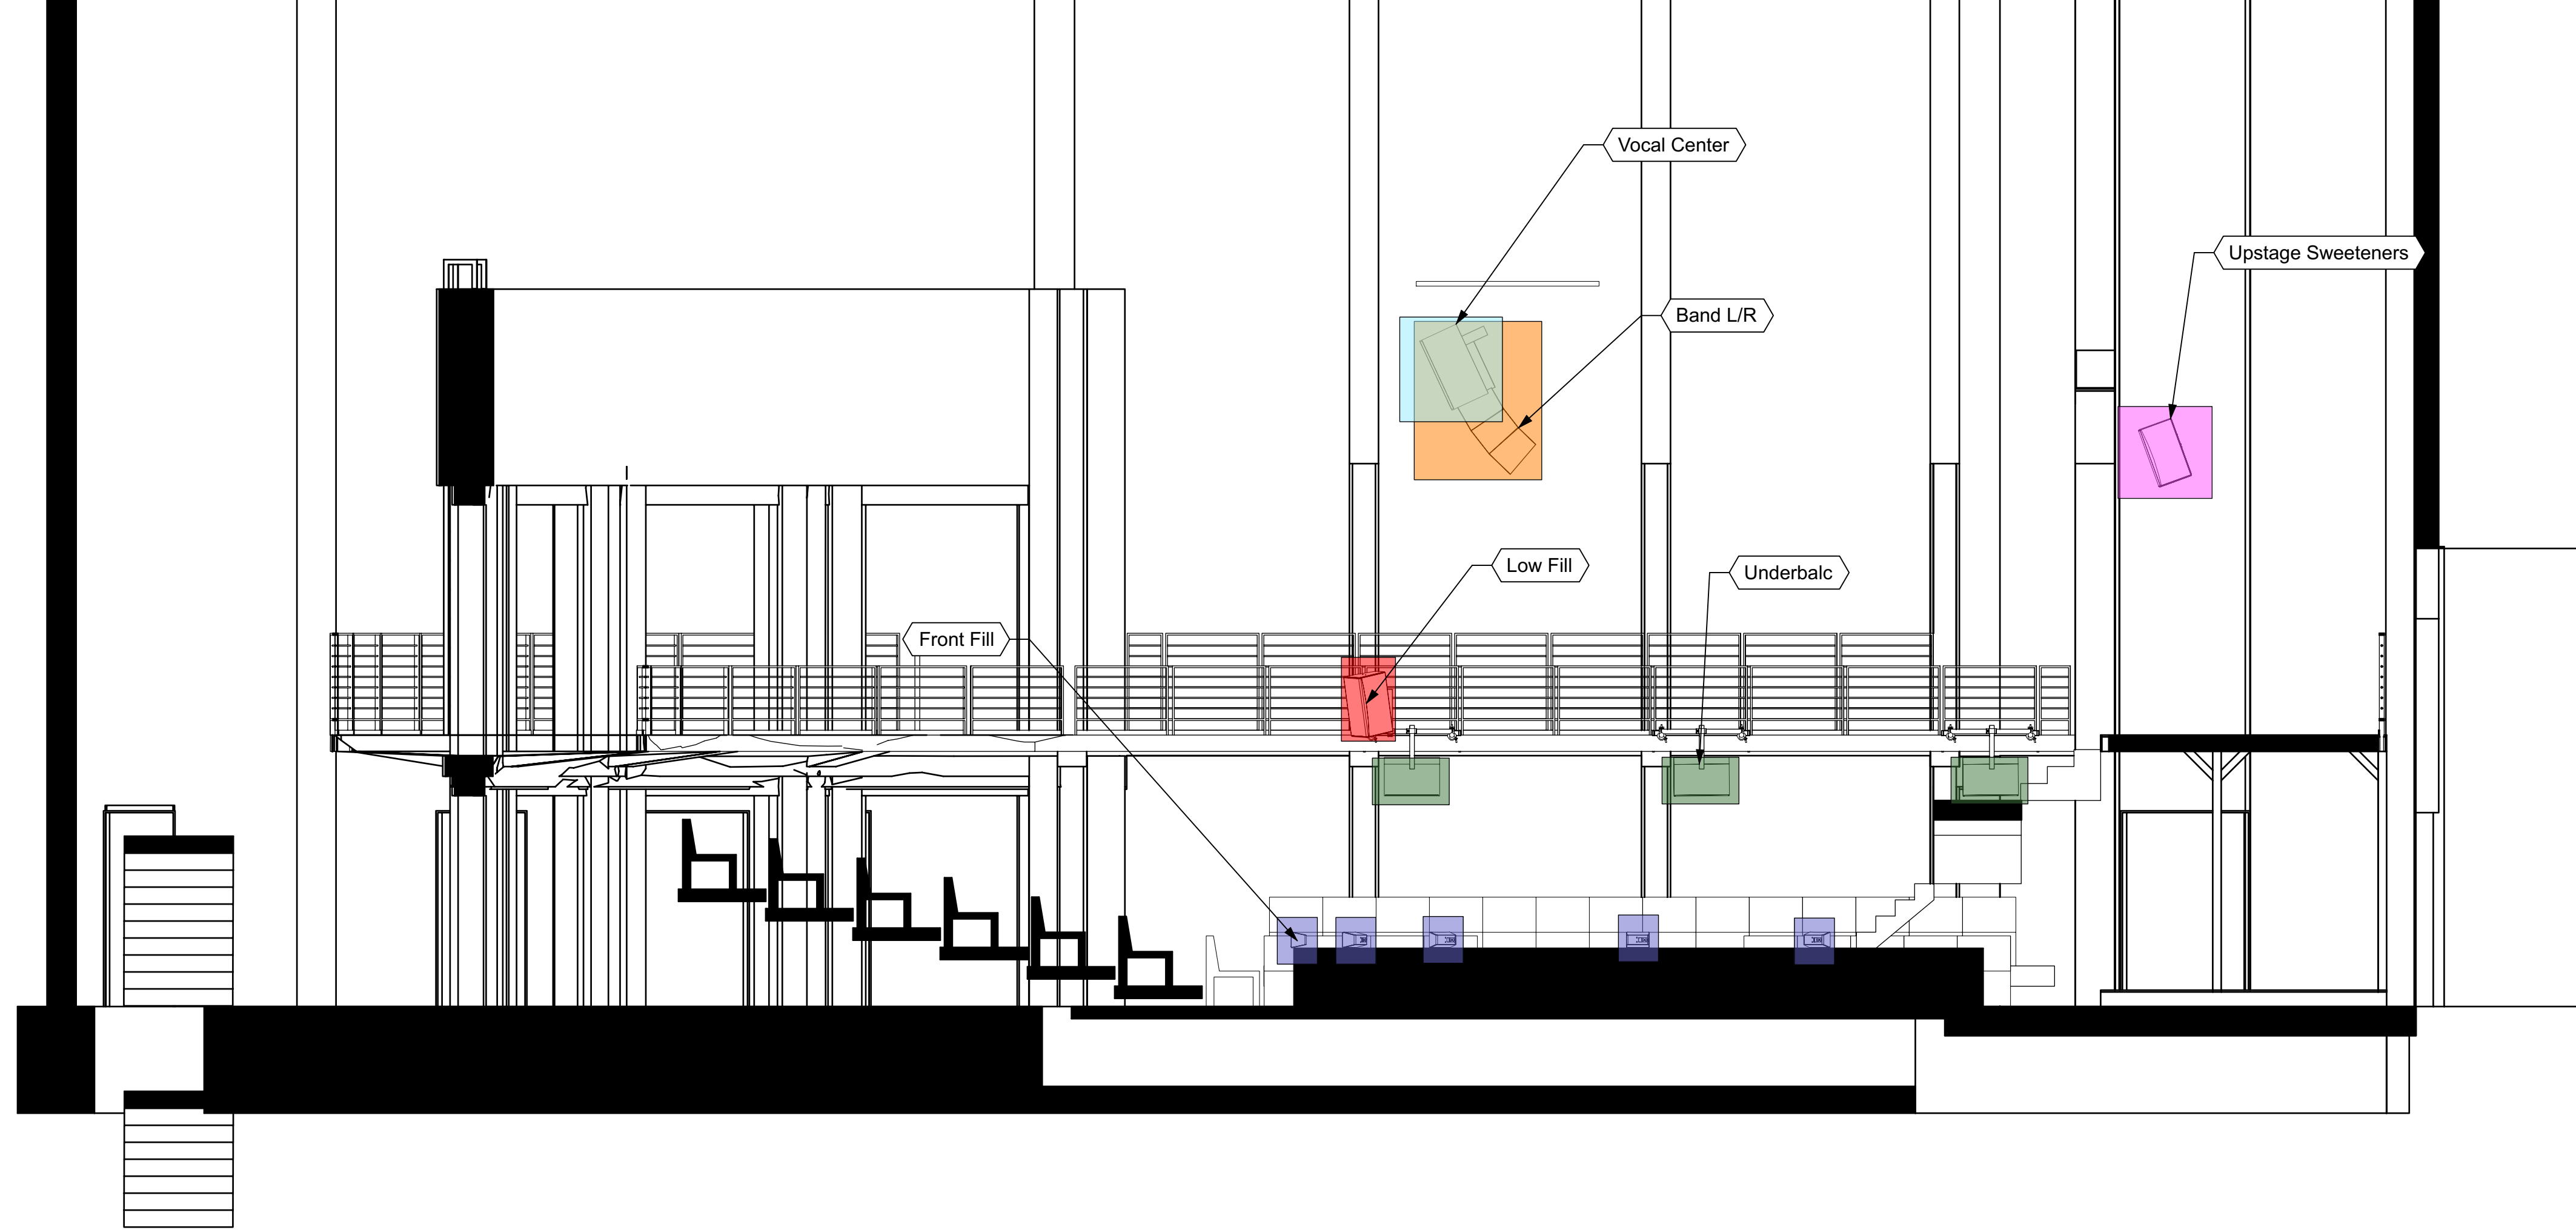 Vocal Center
Upstage Sweeteners
Band L/R
Low Fill
Underbalc
Front Fill